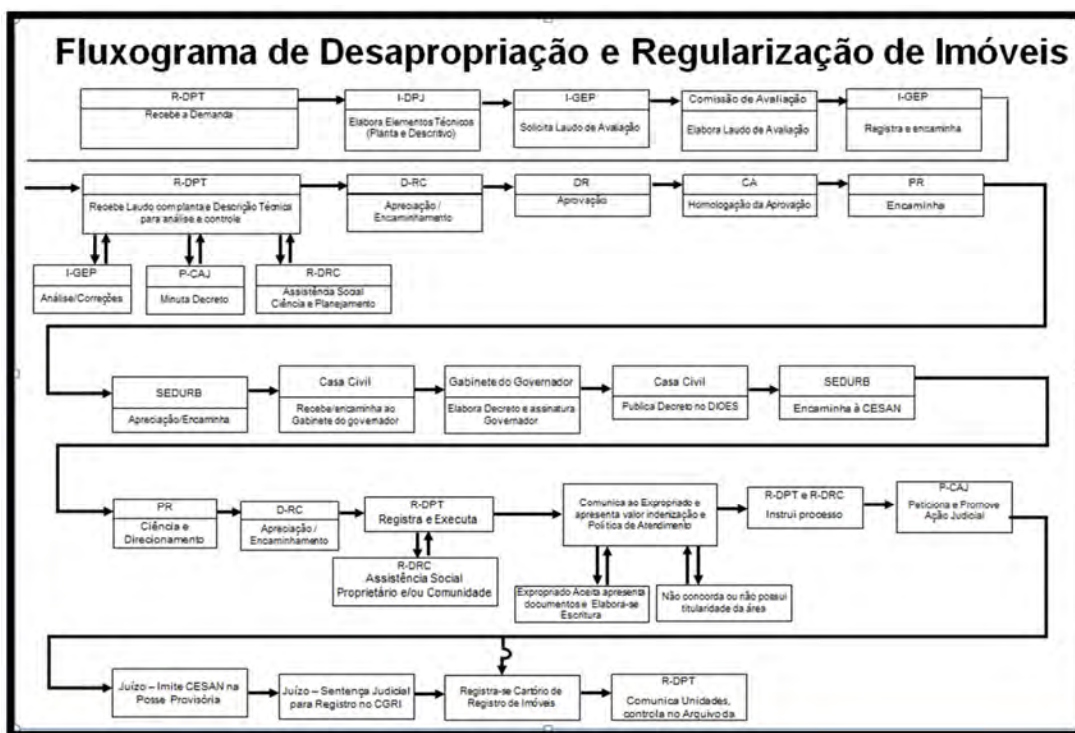 Fluxograma de Desapropriação e Regularização de Imóveis
R-DPT
Recebe a Demanda
I-DPJ
Elabora Elementos Técnicos
(Planta e Descritivo)
I-GEP
Solicita Laudo de Avaliação
Comissão de Avaliação
Elabora Laudo de Avaliação
I-GEP
Registra e encaminha
R-DPT
Recebe Laudo com planta e Descrição Técnica
para análise e controle
D-RC
Apreciação /
Encaminhamento
DR
Aprovação
CA
Homologação da Aprovação
PR
Encaminha
I-GEP
Análise/Correções
P-CAJ
Minuta Decreto
R-DRC
Assistência Social
Ciência e Planejamento
SEDURB
Apreciação/Encaminha
Casa Civil
Recebe/encaminha ao
Gabinete do governador
Gabinete do Governador
Elabora Decreto e assinatura
Governador
Casa Civil
Publica Decreto no DIOES
SEDURB
Encaminha à CESAN
PR
Ciência e
Direcionamento
D-RC
Apreciação /
Encaminhamento
R-DPT
Registra e Executa
R-DRC
Assistência Social
Proprietário e/ou Comunidade
Comunica ao Expropriado e
apresenta valor indenização e
Política de Atendimento
Expropriado Aceita apresenta
documentos e Elabora-se
Escritura
Não concorda ou não possui
titularidade da área
R-DPT e R-DRC
Instrui processo
P-CAJ
Peticiona e Promove
Ação Judicial
Juízo – Imite CESAN na
Posse Provisória
Juízo – Sentença Judicial
para Registro no CGRI
Registra-se Cartório de
Registro de Imóveis
R-DPT
Comunica Unidades,
controla no Arquivo da